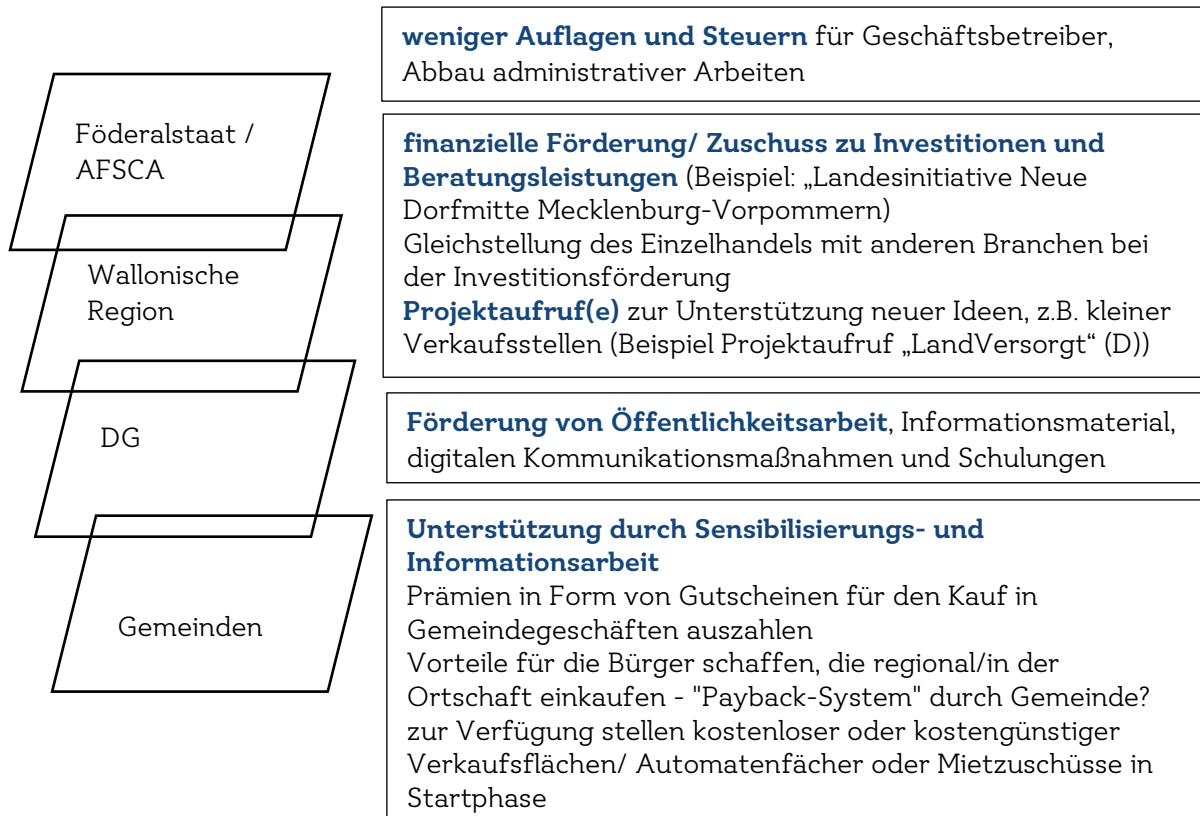 weniger Auflagen und Steuern für Geschäftsbetreiber,
Abbau administrativer Arbeiten
Föderalstaat /
AFSCA
finanzielle Förderung/ Zuschuss zu Investitionen und
Beratungsleistungen (Beispiel: „Landesinitiative Neue
Dorfmitte Mecklenburg-Vorpommern)
Gleichstellung des Einzelhandels mit anderen Branchen bei
der Investitionsförderung
Projektaufruf(e) zur Unterstützung neuer Ideen, z.B. kleiner
Verkaufsstellen (Beispiel Projektaufruf „LandVersorgt“ (D))
Wallonische
Region
DG
Förderung von Öffentlichkeitsarbeit, Informationsmaterial,
digitalen Kommunikationsmaßnahmen und Schulungen
Gemeinden
Unterstützung durch Sensibilisierungs- und
Informationsarbeit
Prämien in Form von Gutscheinen für den Kauf in
Gemeindegeschäften auszahlen
Vorteile für die Bürger schaffen, die regional/in der
Ortschaft einkaufen - "Payback-System" durch Gemeinde?
zur Verfügung stellen kostenloser oder kostengünstiger
Verkaufsflächen/ Automatenfächer oder Mietzuschüsse in
Startphase